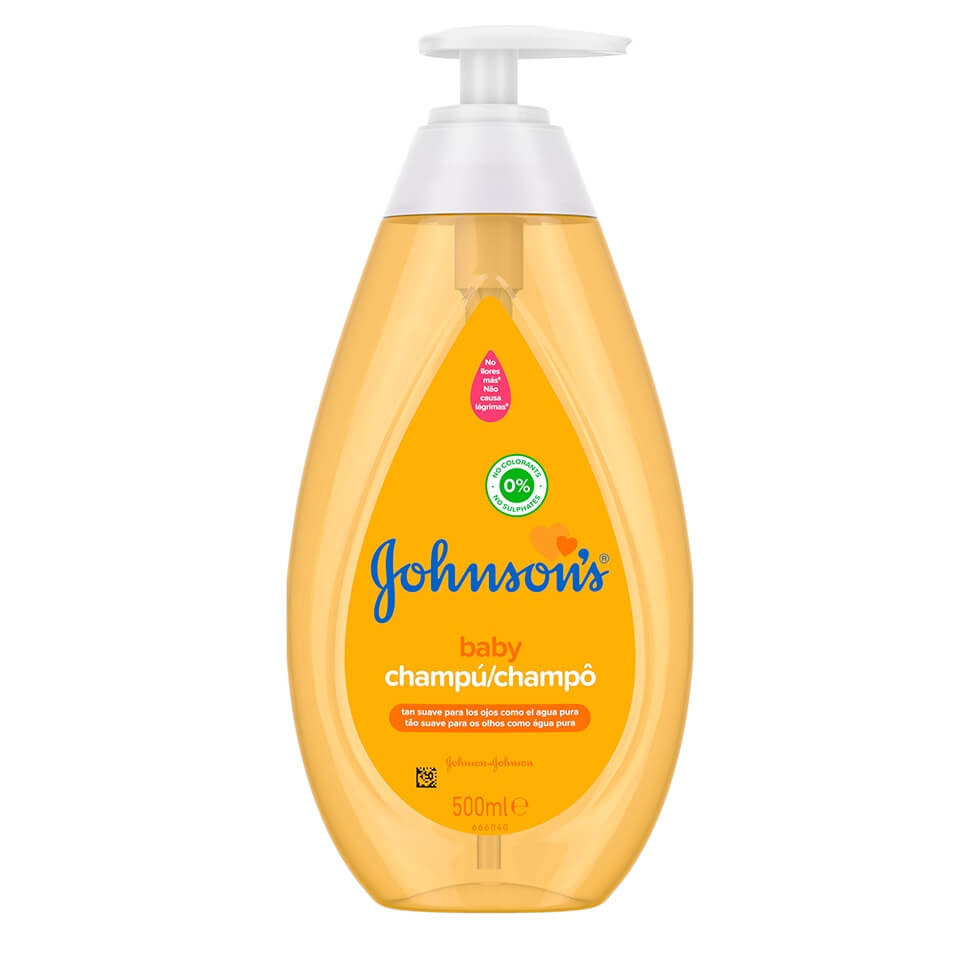 No
llores
más*
Não
causa
lágrimas*
NO COLORANTS
0%
NO SULPHATES
Johnson's®
baby
champú/champô
tan suave para los ojos como el agua pura
tão suave para os olhos como água pura
Johnson & Johnson
500ml ℮
666040